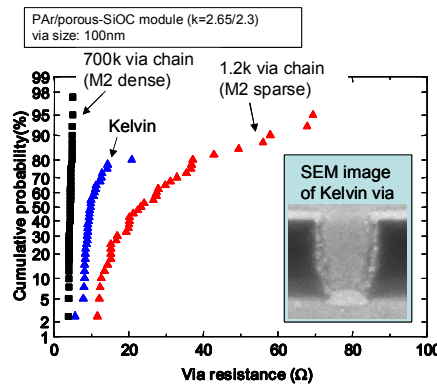 PAr/porous-SiOC module (k=2.65/2.3)
via size: 100nm
700k via chain
(M2 dense)
1.2k via chain
(M2 sparse)
Kelvin
SEM image
of Kelvin via
Cumulative probability(%)
99
98
95
90
80
70
60
50
40
30
20
10
5
2
1
0
20
40
60
80
100
Via resistance (Ω)